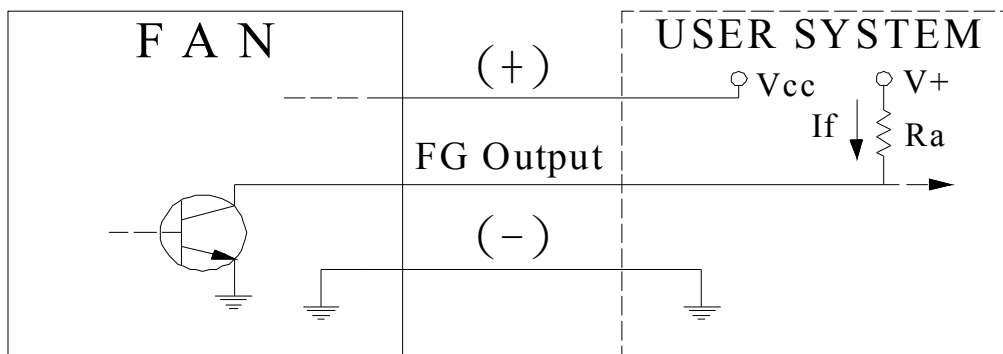 F A N
USER SYSTEM
(+)
Vcc
V+
If
Ra
FG Output
(-)